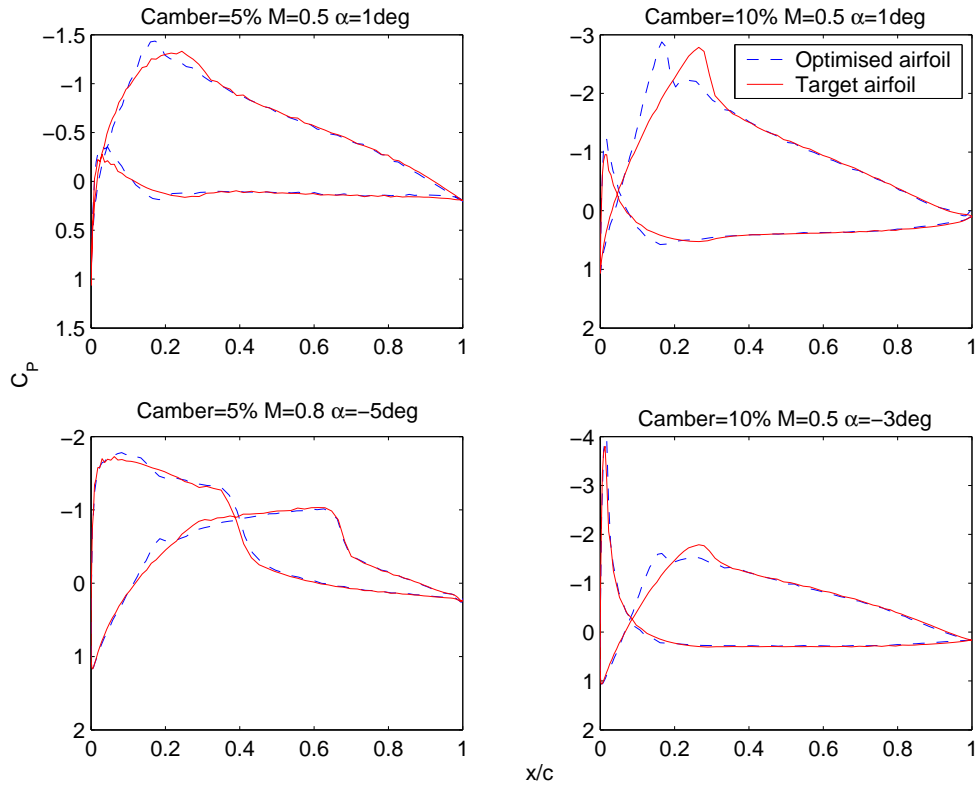 Camber=5% M=0.5 α=1deg
−1.5
−1
−0.5
0
0.5
1
1.5
0 0.2 0.4 0.6 0.8 1
Camber=10% M=0.5 α=1deg
−3
−2
−1
0
1
2
0 0.2 0.4 0.6 0.8 1
Optimised airfoil
Target airfoil
C_P
Camber=5% M=0.8 α=−5deg
−2
−1
0
1
2
0 0.2 0.4 0.6 0.8 1
Camber=10% M=0.5 α=−3deg
−4
−3
−2
−1
0
1
2
0 0.2 0.4 0.6 0.8 1
x/c